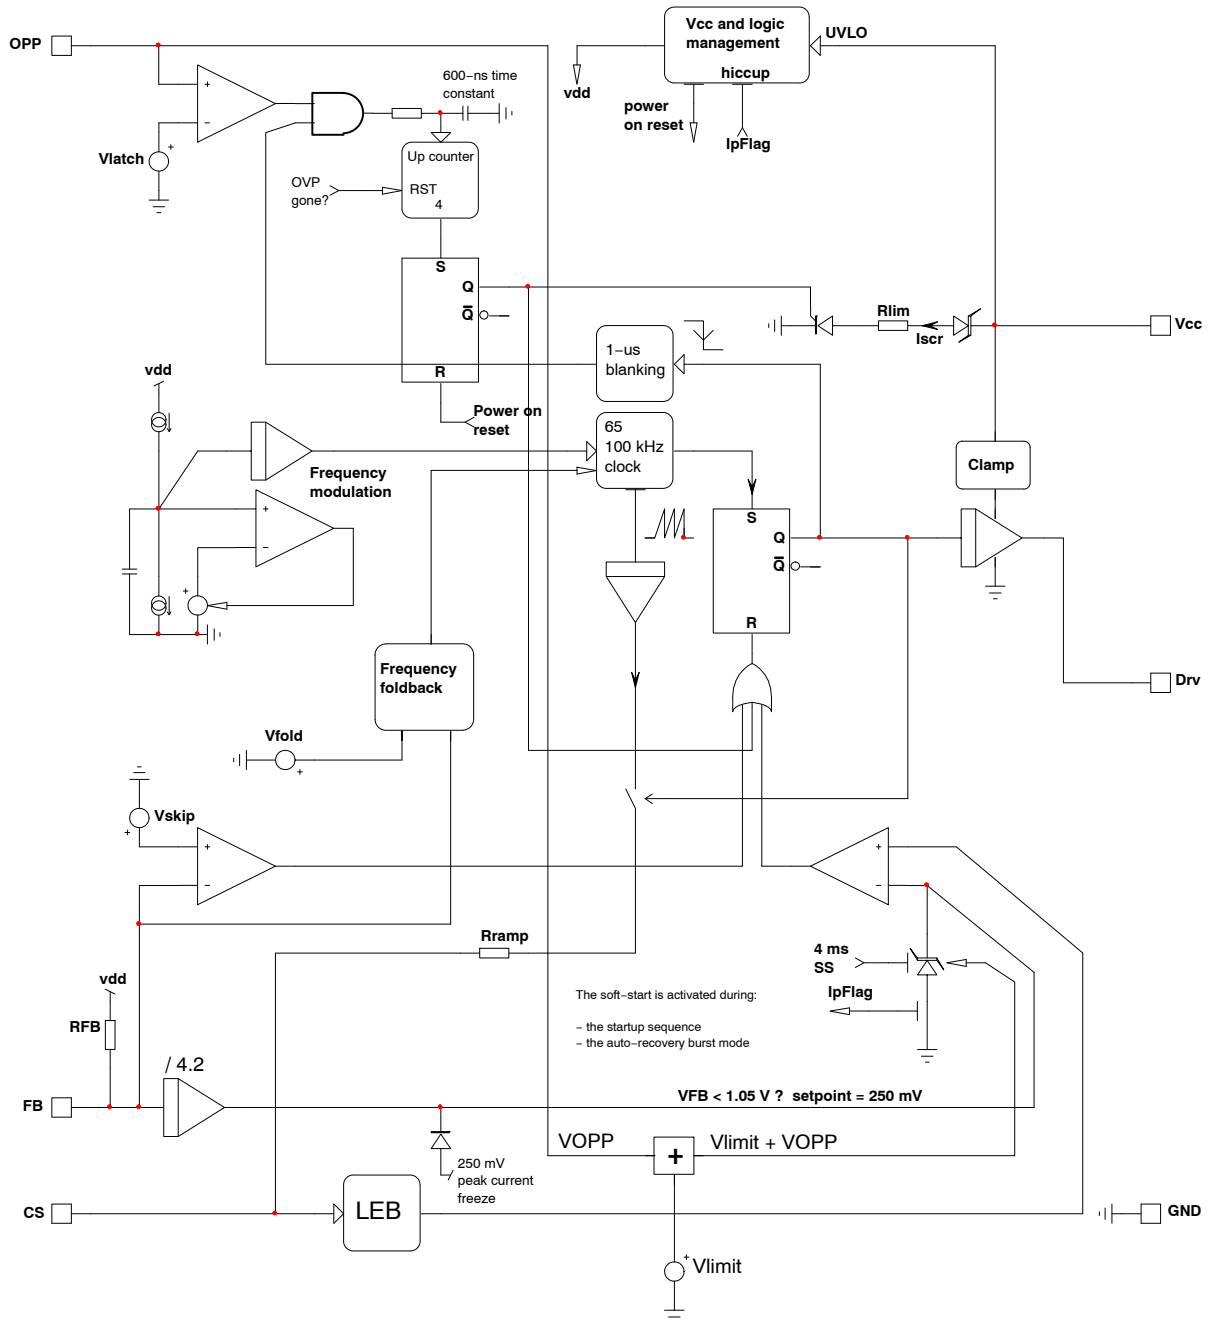 OPP
Vcc and logic
management
hiccup
UVLO
vdd
power
on reset
IpFlag
600−ns time
constant
+
−
Vlatch
+
Up counter
RST
4
OVP
gone?
S
Q
Q
R
Power on
reset
1−us
blanking
Rlim
Iscr
Vcc
vdd
65
100 kHz
clock
Frequency
modulation
+
−
+
Clamp
S
Q
Q
R
Frequency
foldback
Drv
Vfold
+
Vskip
+
+
−
+
−
Rramp
4 ms
SS
IpFlag
vdd
RFB
The soft−start is activated during:
− the startup sequence
− the auto−recovery burst mode
/ 4.2
FB
VFB < 1.05 V ? setpoint = 250 mV
VOPP
+
Vlimit + VOPP
250 mV
peak current
freeze
CS
LEB
GND
+
Vlimit